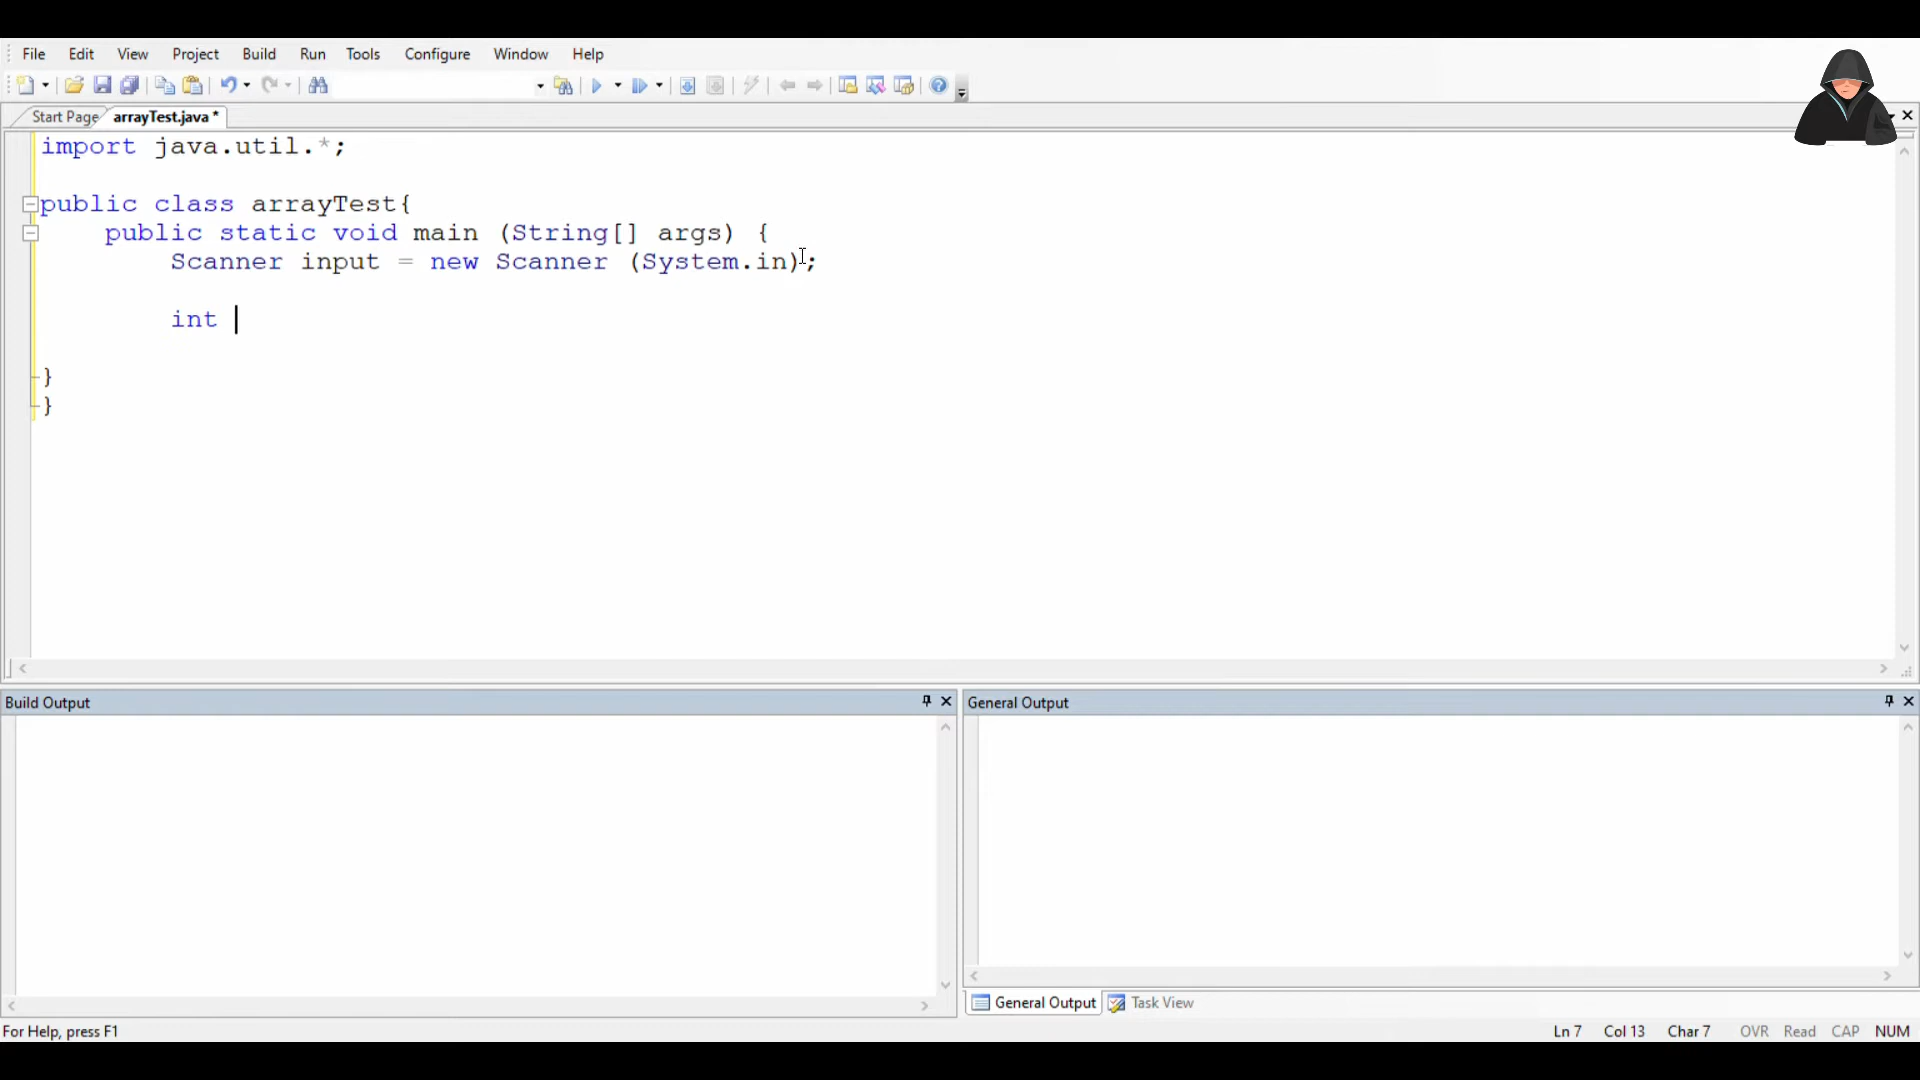 File Edit View Project Build Run Tools Configure Window Help
Start Page arrayTest.java *
import java.util.*;
public class arrayTest{
public static void main (String[] args) {
Scanner input = new Scanner (System.in);
int
}
}
Build Output
General Output
General Output Task View
For Help, press F1 Ln 7 Col 13 Char 7 OVR Read CAP NUM